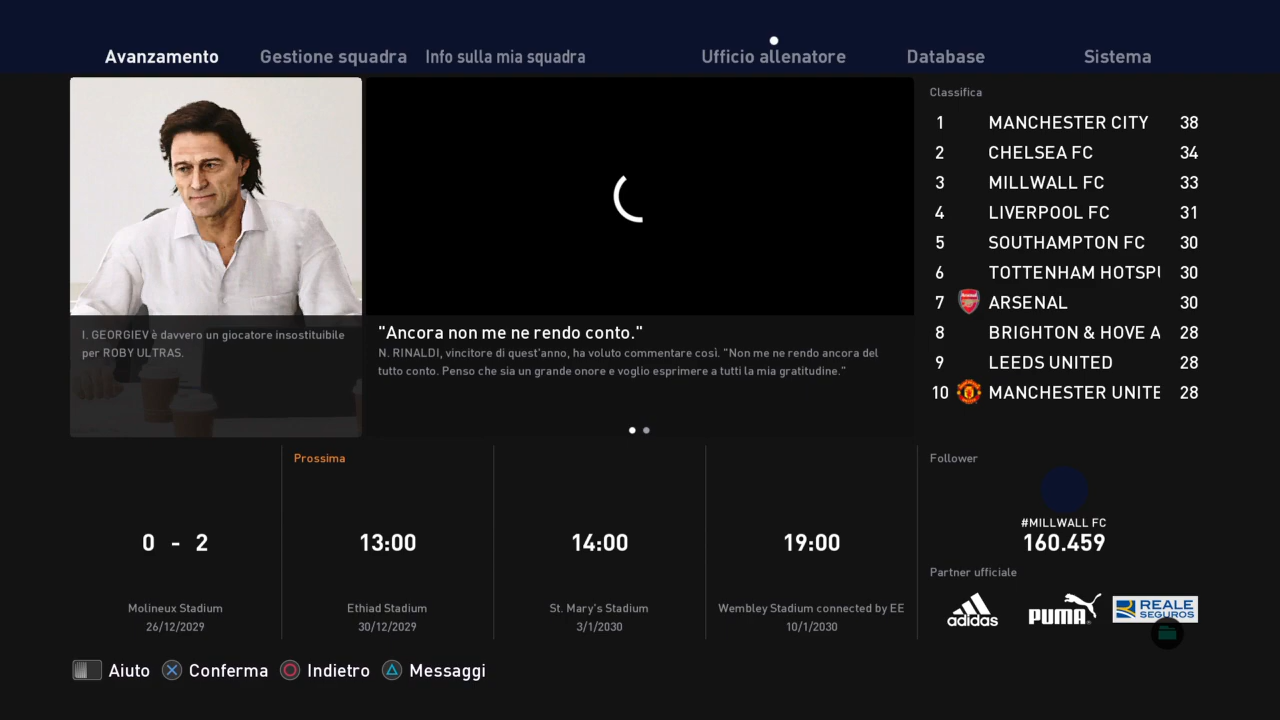 Avanzamento
Gestione squadra
Info sulla mia squadra
Ufficio allenatore
Database
Sistema
I. GEORGIEV è davvero un giocatore insostituibile
per ROBY ULTRAS.
"Ancora non me ne rendo conto."
N. RINALDI, vincitore di quest'anno, ha voluto commentare così. "Non me ne rendo ancora del
tutto conto. Penso che sia un grande onore e voglio esprimere a tutti la mia gratitudine."
Classifica
1 MANCHESTER CITY 38
2 CHELSEA FC 34
3 MILLWALL FC 33
4 LIVERPOOL FC 31
5 SOUTHAMPTON FC 30
6 TOTTENHAM HOTSPU 30
7 ARSENAL 30
8 BRIGHTON & HOVE A 28
9 LEEDS UNITED 28
10 MANCHESTER UNITE 28
0 - 2
Molineux Stadium
26/12/2029
Prossima
13:00
Ethiad Stadium
30/12/2029
14:00
St. Mary's Stadium
3/1/2030
19:00
Wembley Stadium connected by EE
10/1/2030
Follower
#MILLWALL FC
160.459
Partner ufficiale
adidas
PUMA
REALE
SEGUROS
Aiuto
Conferma
Indietro
Messaggi